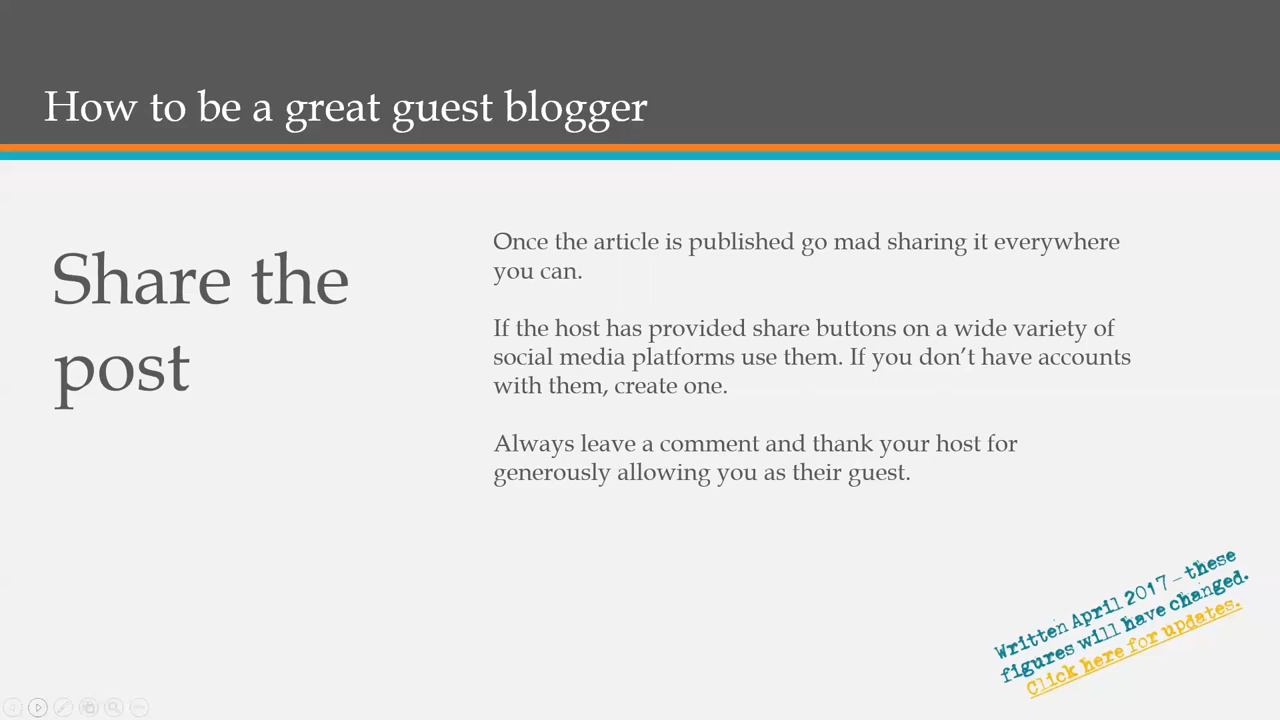 How to be a great guest blogger
Share the
post
Once the article is published go mad sharing it everywhere
you can.
If the host has provided share buttons on a wide variety of
social media platforms use them. If you don’t have accounts
with them, create one.
Always leave a comment and thank your host for
generously allowing you as their guest.
Written April 2017 – these
figures will have changed.
Click here for updates.